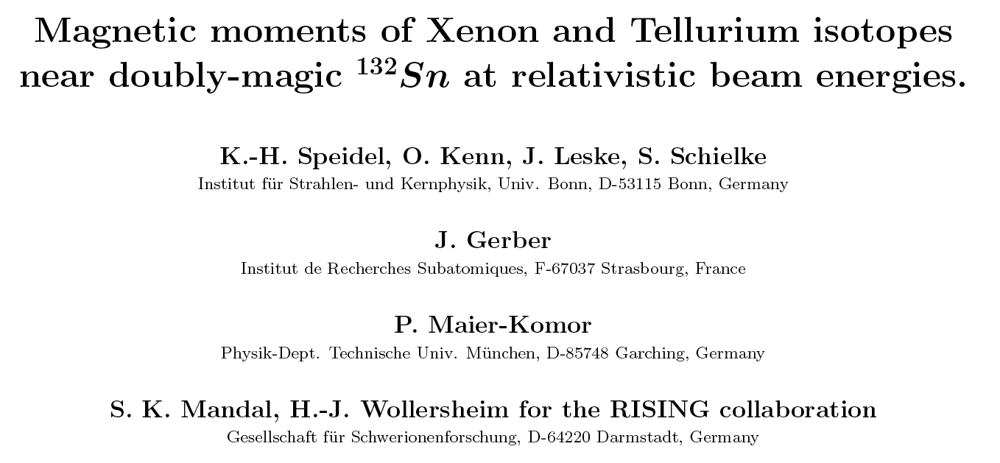 Magnetic moments of Xenon and Tellurium isotopes
near doubly-magic ¹³²Sn at relativistic beam energies.
K.-H. Speidel, O. Kenn, J. Leske, S. Schielke
Institut für Strahlen- und Kernphysik, Univ. Bonn, D-53115 Bonn, Germany
J. Gerber
Institut de Recherches Subatomiques, F-67037 Strasbourg, France
P. Maier-Komor
Physik-Dept. Technische Univ. München, D-85748 Garching, Germany
S. K. Mandal, H.-J. Wollersheim for the RISING collaboration
Gesellschaft für Schwerionenforschung, D-64220 Darmstadt, Germany